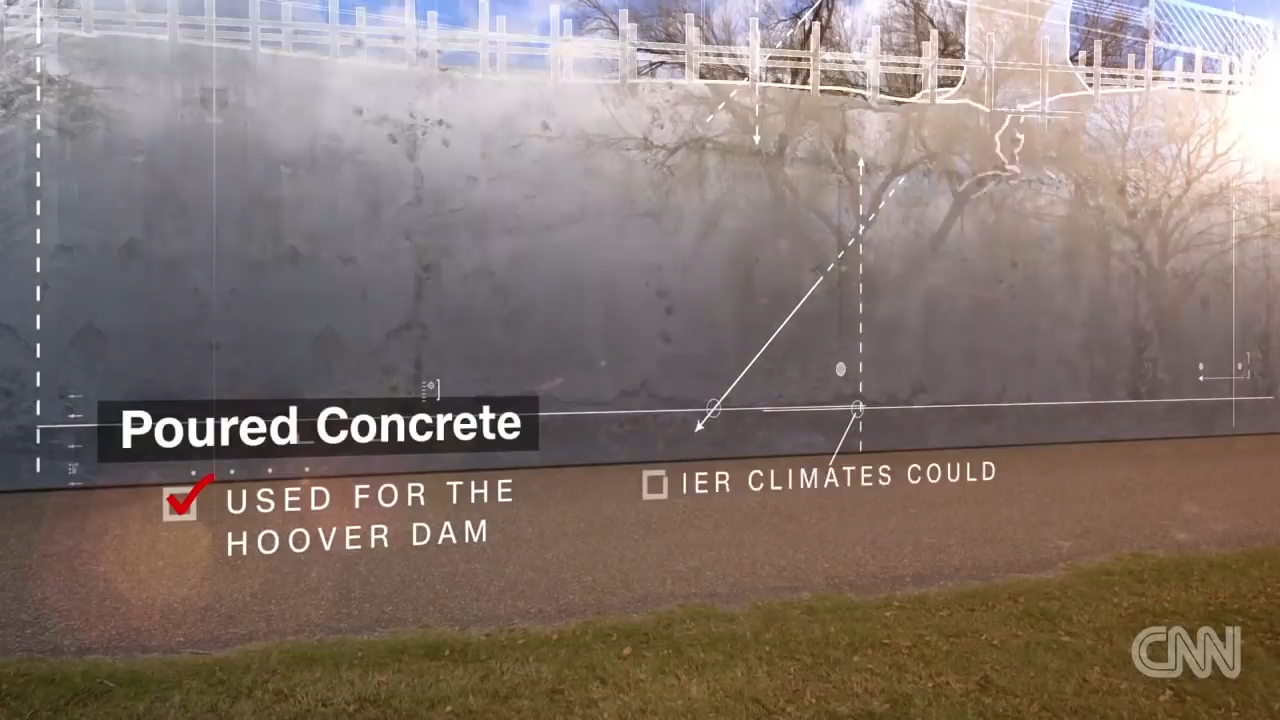 Poured Concrete
USED FOR THE
HOOVER DAM
IER CLIMATES COULD
CNN